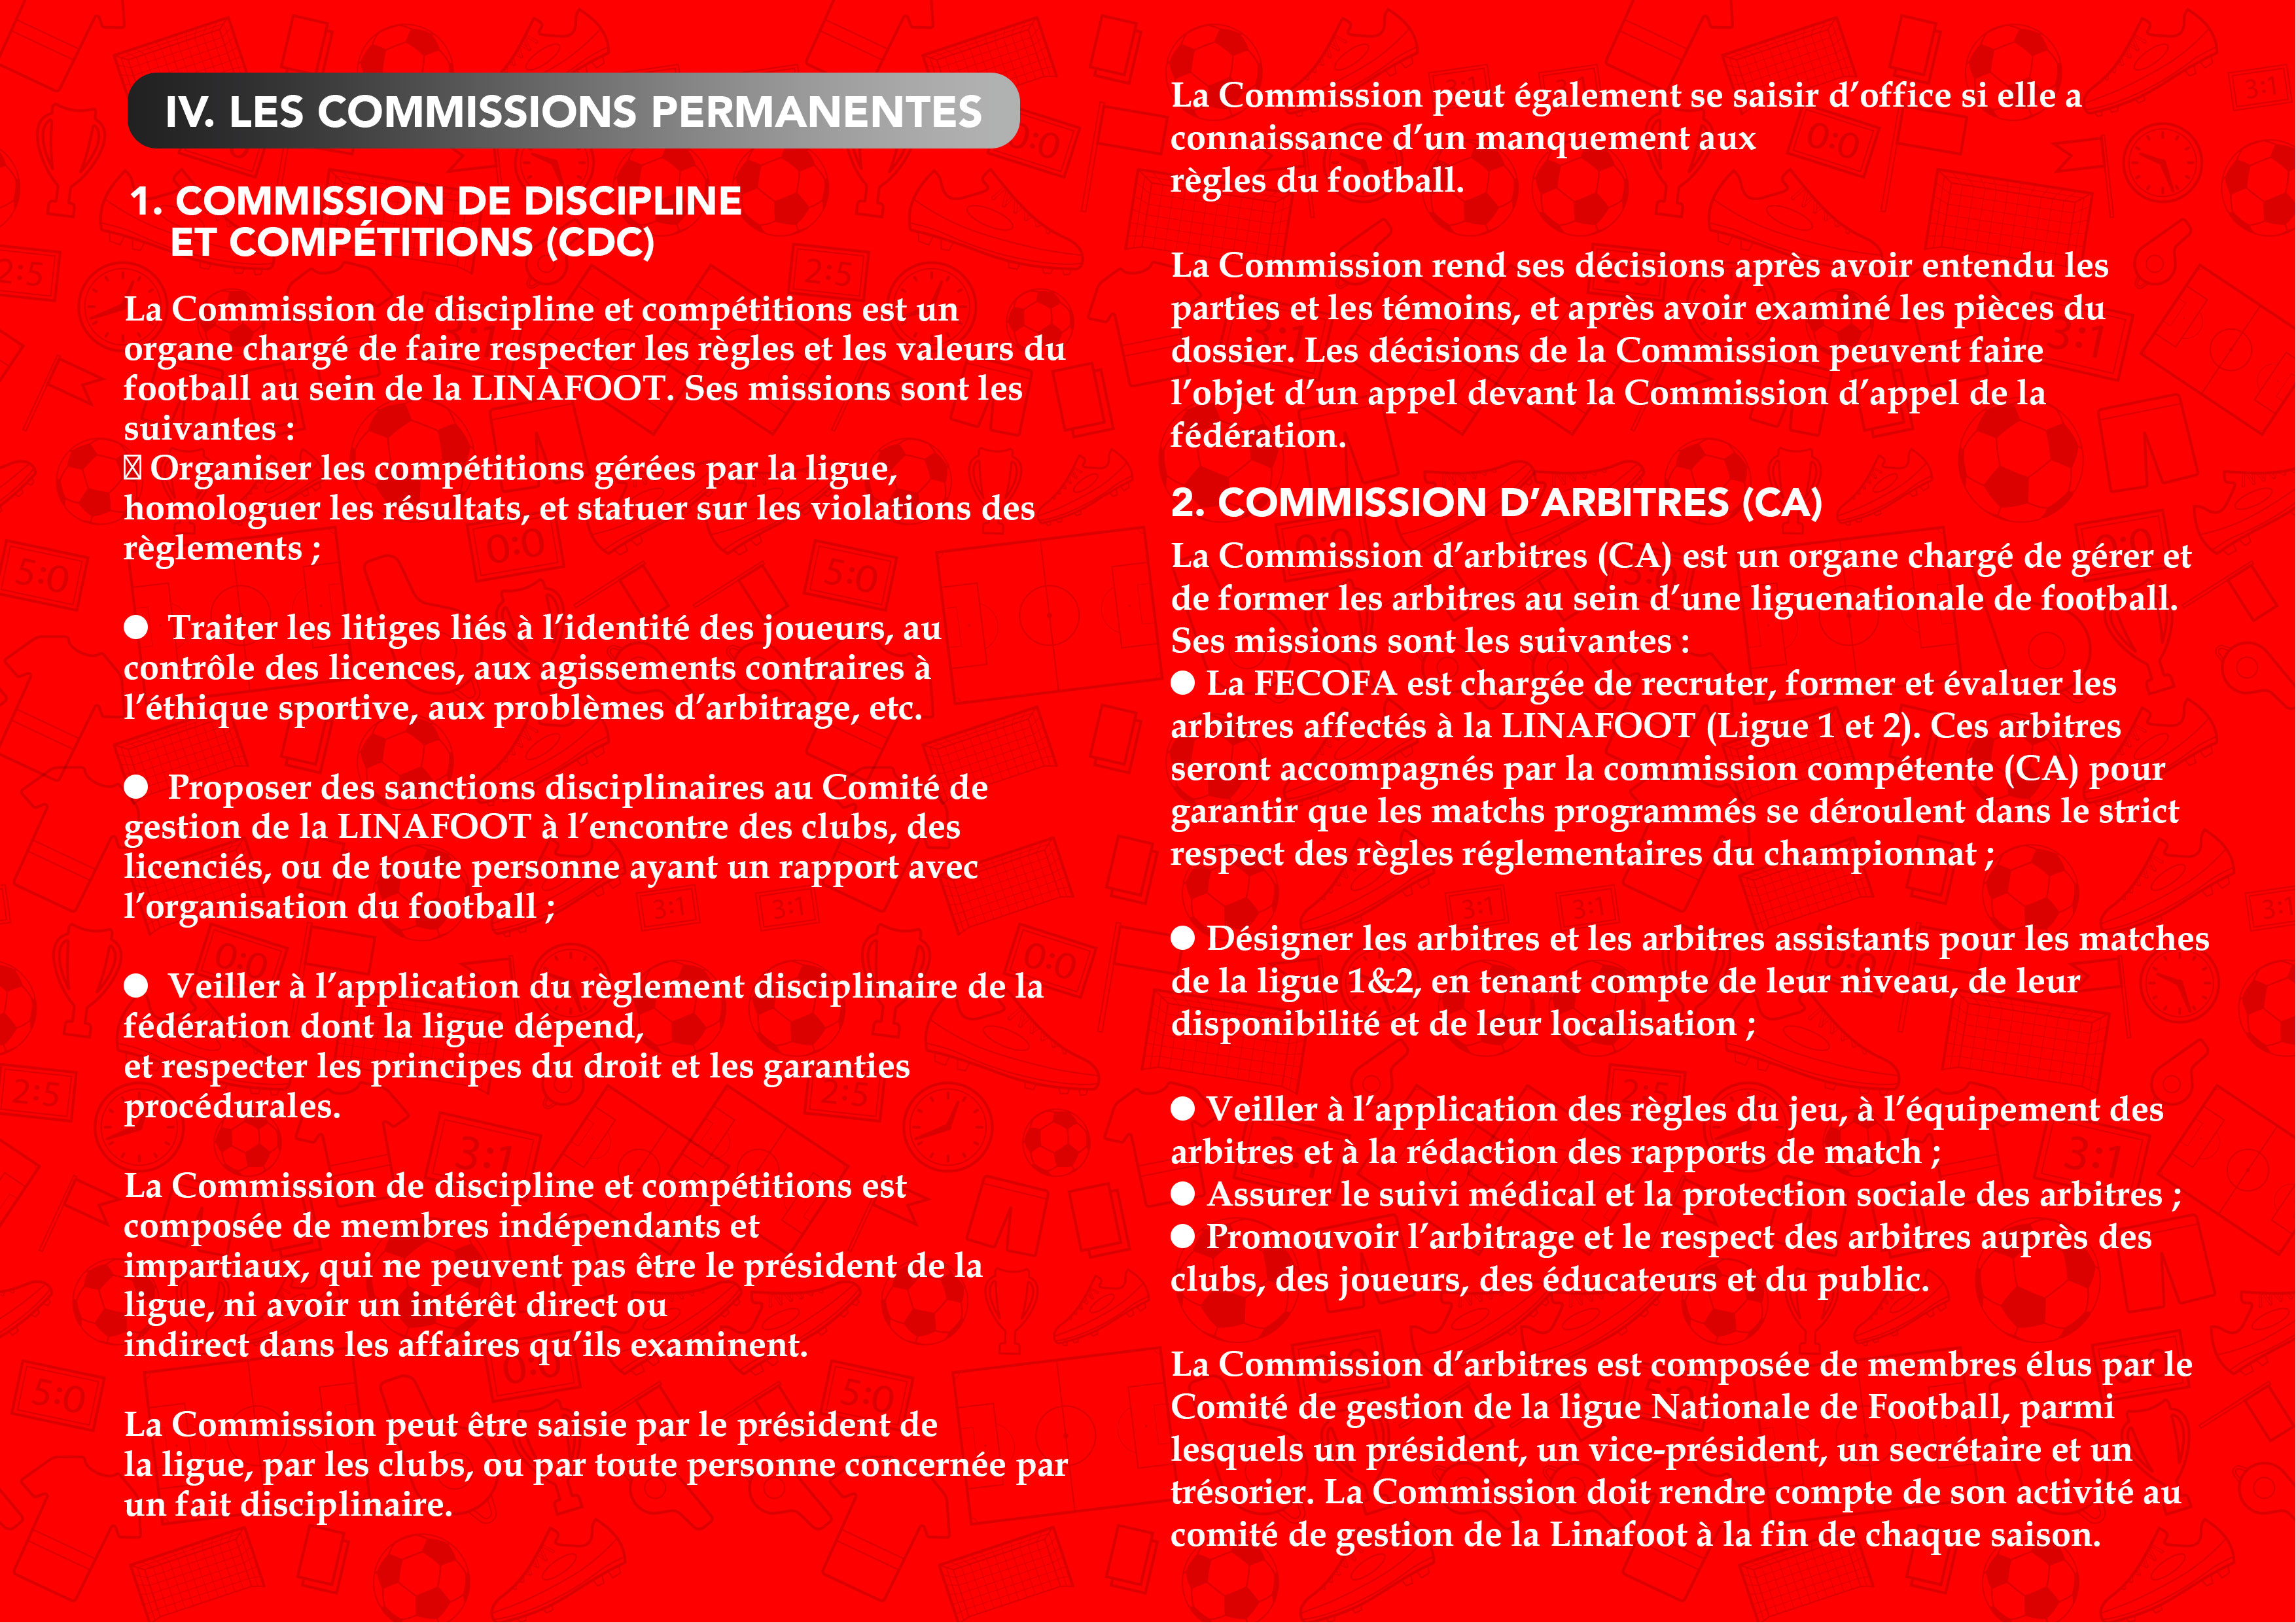 IV. LES COMMISSIONS PERMANENTES
1. COMMISSION DE DISCIPLINE
ET COMPÉTITIONS (CDC)
La Commission de discipline et compétitions est un
organe chargé de faire respecter les règles et les valeurs du
football au sein de la LINAFOOT. Ses missions sont les
suivantes :
Organiser les compétitions gérées par la ligue,
homologuer les résultats, et statuer sur les violations des
règlements ;
● Traiter les litiges liés à l’identité des joueurs, au
contrôle des licences, aux agissements contraires à
l’éthique sportive, aux problèmes d’arbitrage, etc.
● Proposer des sanctions disciplinaires au Comité de
gestion de la LINAFOOT à l’encontre des clubs, des
licenciés, ou de toute personne ayant un rapport avec
l’organisation du football ;
● Veiller à l’application du règlement disciplinaire de la
fédération dont la ligue dépend,
et respecter les principes du droit et les garanties
procédurales.
La Commission de discipline et compétitions est
composée de membres indépendants et
impartiaux, qui ne peuvent pas être le président de la
ligue, ni avoir un intérêt direct ou
indirect dans les affaires qu’ils examinent.
La Commission peut être saisie par le président de
la ligue, par les clubs, ou par toute personne concernée par
un fait disciplinaire.
La Commission peut également se saisir d’office si elle a
connaissance d’un manquement aux
règles du football.
La Commission rend ses décisions après avoir entendu les
parties et les témoins, et après avoir examiné les pièces du
dossier. Les décisions de la Commission peuvent faire
l’objet d’un appel devant la Commission d’appel de la
fédération.
2. COMMISSION D’ARBITRES (CA)
La Commission d’arbitres (CA) est un organe chargé de gérer et
de former les arbitres au sein d’une liguenationale de football.
Ses missions sont les suivantes :
● La FECOFA est chargée de recruter, former et évaluer les
arbitres affectés à la LINAFOOT (Ligue 1 et 2). Ces arbitres
seront accompagnés par la commission compétente (CA) pour
garantir que les matchs programmés se déroulent dans le strict
respect des règles réglementaires du championnat ;
● Désigner les arbitres et les arbitres assistants pour les matches
de la ligue 1&2, en tenant compte de leur niveau, de leur
disponibilité et de leur localisation ;
● Veiller à l’application des règles du jeu, à l’équipement des
arbitres et à la rédaction des rapports de match ;
● Assurer le suivi médical et la protection sociale des arbitres ;
● Promouvoir l’arbitrage et le respect des arbitres auprès des
clubs, des joueurs, des éducateurs et du public.
La Commission d’arbitres est composée de membres élus par le
Comité de gestion de la ligue Nationale de Football, parmi
lesquels un président, un vice-président, un secrétaire et un
trésorier. La Commission doit rendre compte de son activité au
comité de gestion de la Linafoot à la fin de chaque saison.